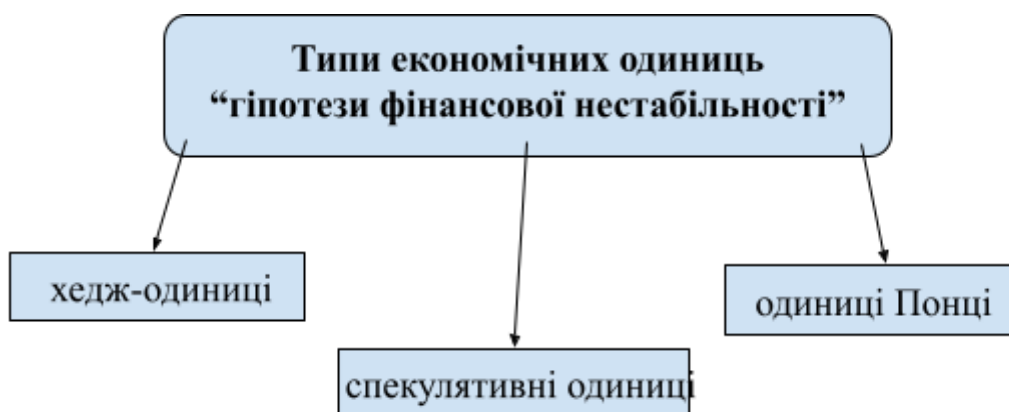 Типи економічних одиниць
“гіпотези фінансової нестабільності”
хедж-одиниці
одиниці Понці
спекулятивні одиниці